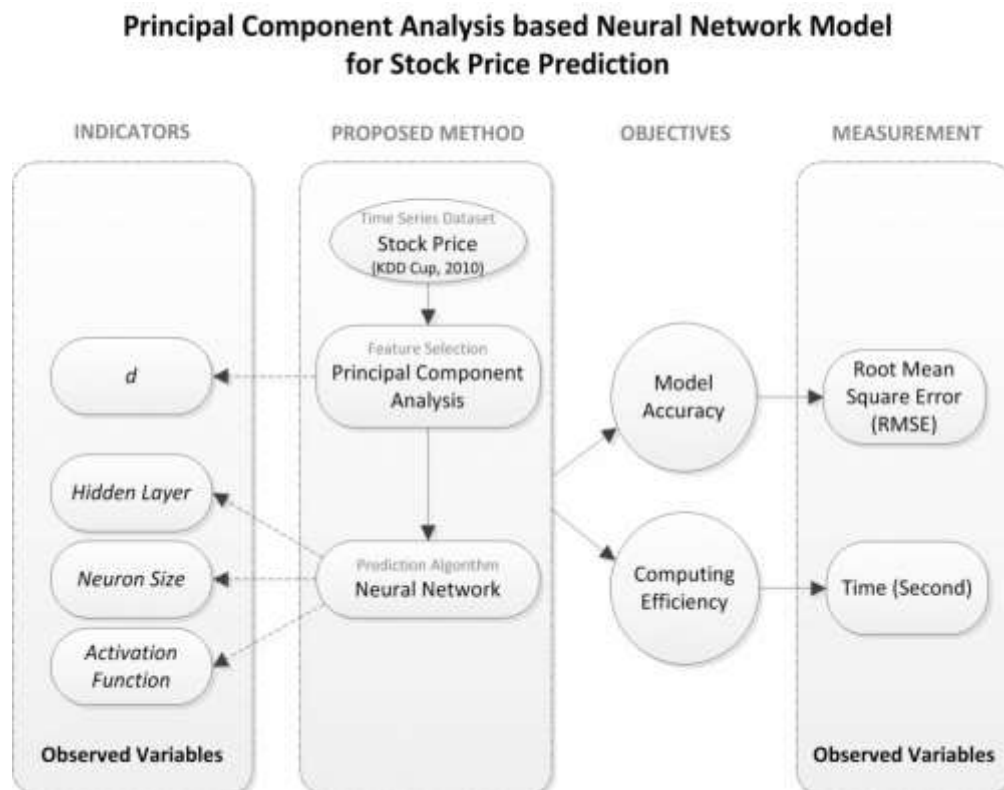 Principal Component Analysis based Neural Network Model
for Stock Price Prediction
INDICATORS
PROPOSED METHOD
OBJECTIVES
MEASUREMENT
Time Series Dataset
Stock Price
(KDD Cup, 2010)
d
Feature Selection
Principal Component
Analysis
Model
Accuracy
Root Mean
Square Error
(RMSE)
Hidden Layer
Neuron Size
Activation
Function
Prediction Algorithm
Neural Network
Computing
Efficiency
Time (Second)
Observed Variables
Observed Variables